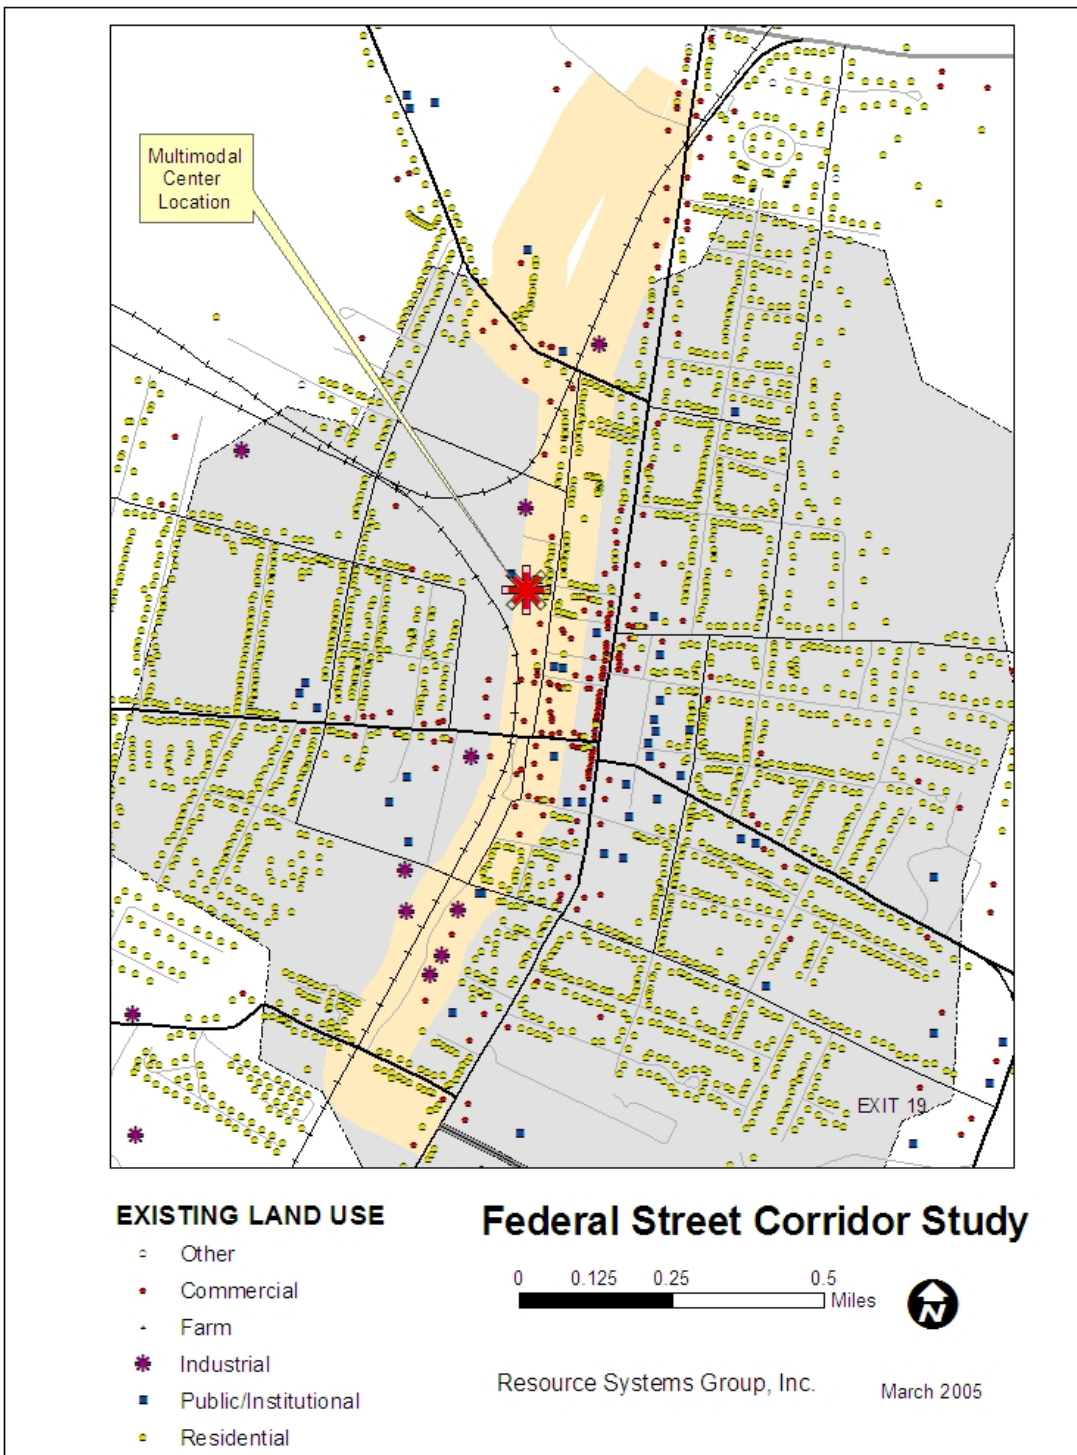 Multimodal
Center
Location
EXIT 19
EXISTING LAND USE
Other
Commercial
Farm
Industrial
Public/Institutional
Residential
Federal Street Corridor Study
0 0.125 0.25 0.5
Miles
N
Resource Systems Group, Inc.
March 2005